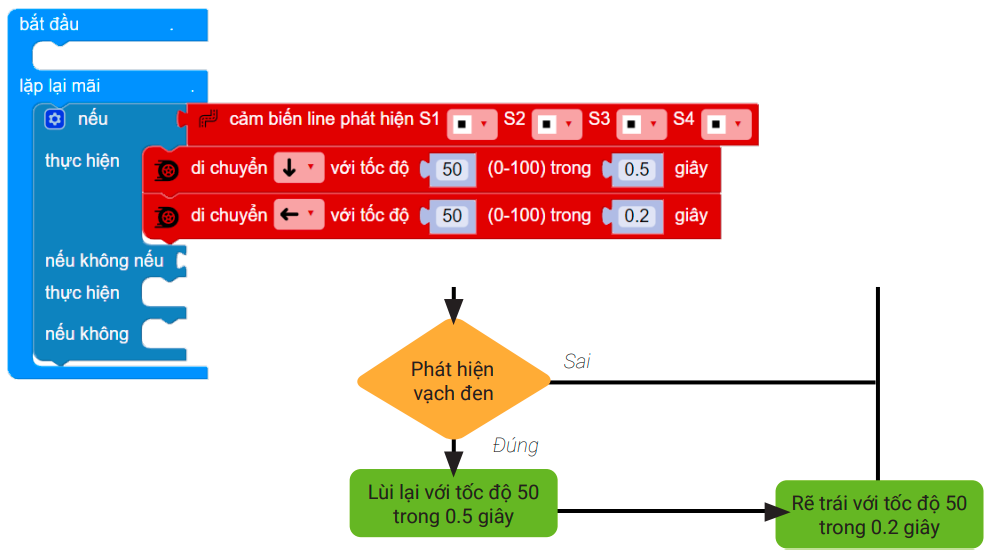 bắt đầu
lặp lại mãi
nếu cảm biến line phát hiện S1 S2 S3 S4
thực hiện di chuyển với tốc độ 50 (0-100) trong 0.5 giây
di chuyển với tốc độ 50 (0-100) trong 0.2 giây
nếu không nếu
thực hiện
nếu không
Phát hiện
vạch đen
Sai
Đúng
Lùi lại với tốc độ 50
trong 0.5 giây
Rẽ trái với tốc độ 50
trong 0.2 giây